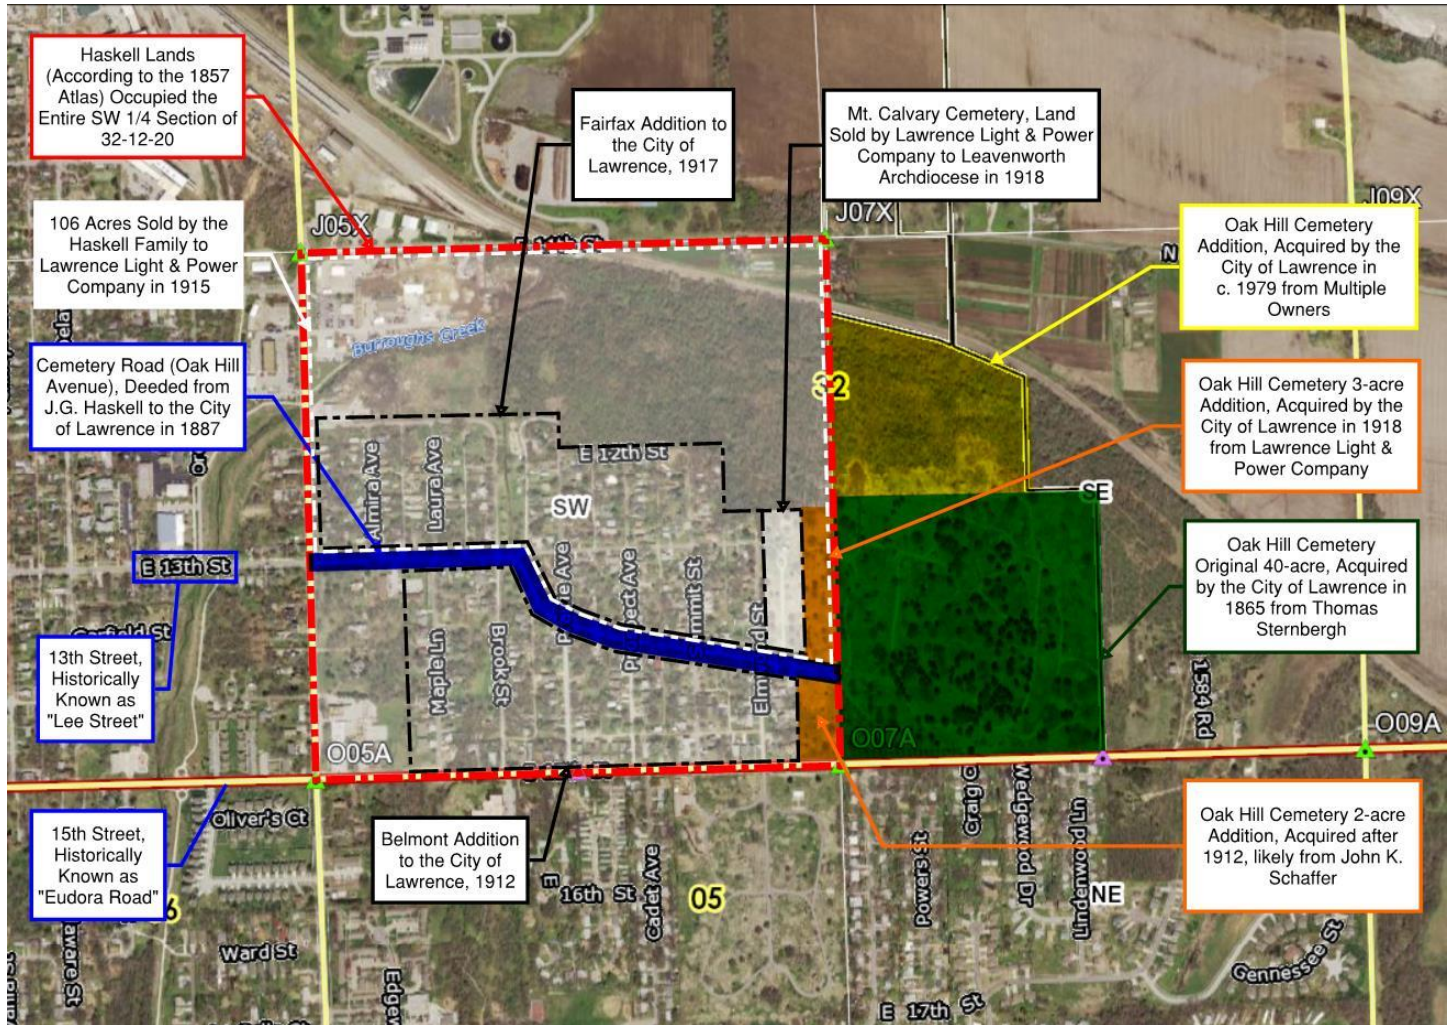 Haskell Lands
(According to the 1857
Atlas) Occupied the
Entire SW 1/4 Section of
32-12-20
Fairfax Addition to
the City of
Lawrence, 1917
Mt. Calvary Cemetery, Land
Sold by Lawrence Light & Power
Company to Leavenworth
Archdiocese in 1918
106 Acres Sold by the
Haskell Family to
Lawrence Light & Power
Company in 1915
J05X
J07X
J09X
Oak Hill Cemetery
Addition, Acquired by the
City of Lawrence in
c. 1979 from Multiple
Owners
N
Burroughs Creek
Cemetery Road (Oak Hill
Avenue), Deeded from
J.G. Haskell to the City
of Lawrence in 1887
32
Oak Hill Cemetery 3-acre
Addition, Acquired by the
City of Lawrence in 1918
from Lawrence Light &
Power Company
E 12th St
Almira Ave
Laura Ave
SW
SE
E 13th St
Oak Hill Cemetery
Original 40-acre, Acquired
by the City of Lawrence in
1865 from Thomas
Sternbergh
13th Street,
Historically
Known as
"Lee Street"
Maple Ln
Brook St
1584 Rd
O05A
O07A
O09A
15th Street,
Historically
Known as
"Eudora Road"
Oliver's Ct
Belmont Addition
to the City of
Lawrence, 1912
E
16th St
Cadet Ave
05
Powers St
Craig
Wedgewood Dr
Lindenwood Ln
NE
Oak Hill Cemetery 2-acre
Addition, Acquired after
1912, likely from John K.
Schaffer
6
Ward St
Gennessee St
E 17th St